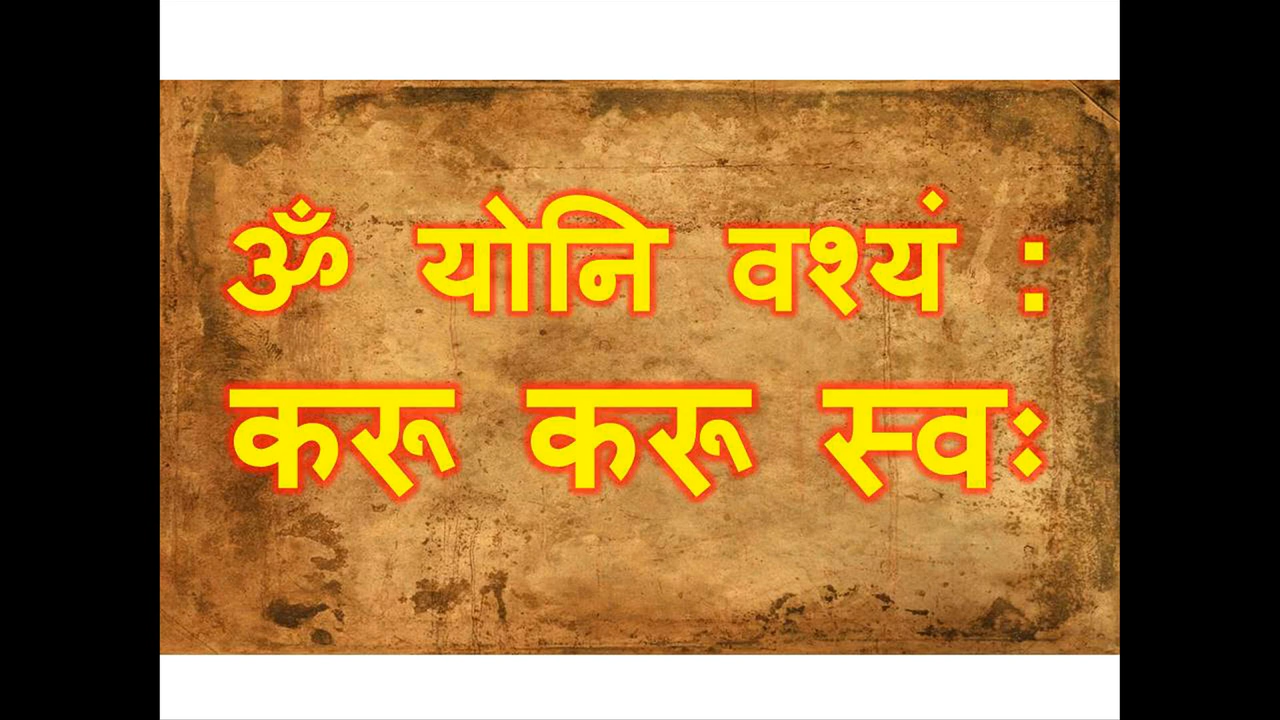 ॐ योनि वश्यं :
करू करू स्वः